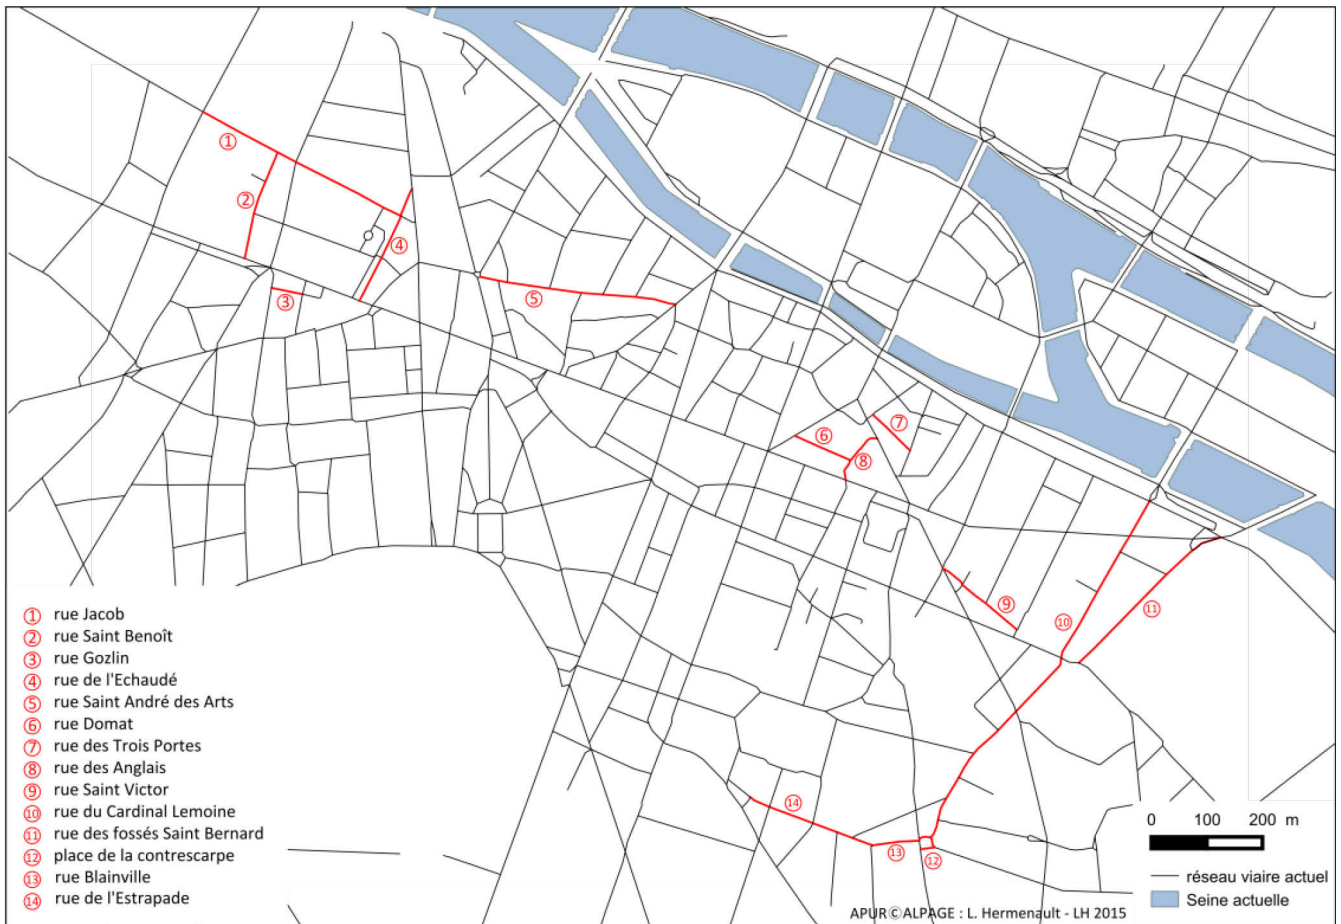 ①
②
④
③
⑤
⑦
⑥
⑧
⑨
⑪
⑩
⑭
⑬
⑫
① rue Jacob
② rue Saint Benoît
③ rue Gozlin
④ rue de l'Echaudé
⑤ rue Saint André des Arts
⑥ rue Domat
⑦ rue des Trois Portes
⑧ rue des Anglais
⑨ rue Saint Victor
⑩ rue du Cardinal Lemoine
⑪ rue des fossés Saint Bernard
⑫ place de la contrescarpe
⑬ rue Blainville
⑭ rue de l'Estrapade
0 100 200 m
réseau viaire actuel
Seine actuelle
APUR©ALPAGE : L. Hermenault - LH 2015